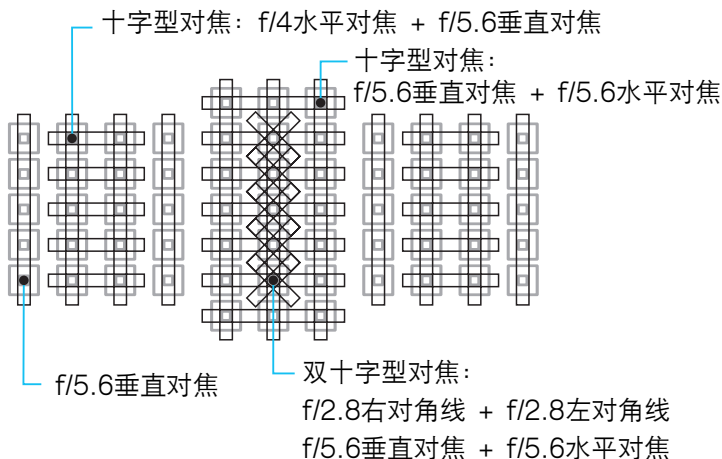 十字型对焦：f/4水平对焦 + f/5.6垂直对焦
十字型对焦：
f/5.6垂直对焦 + f/5.6水平对焦
f/5.6垂直对焦
双十字型对焦：
f/2.8右对角线 + f/2.8左对角线
f/5.6垂直对焦 + f/5.6水平对焦